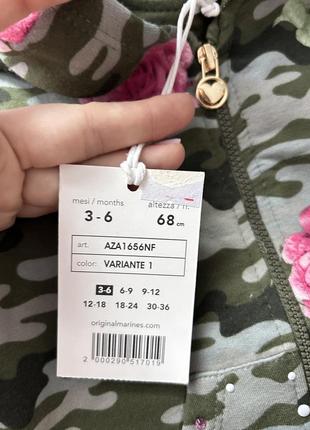 mesi / months altezza / h.
3 - 6 68 cm
art. AZA1656NF
color: VARIANTE 1
3-6 6-9 9-12
12-18 18-24 30-36
originalmarines.com
2 000290 517019